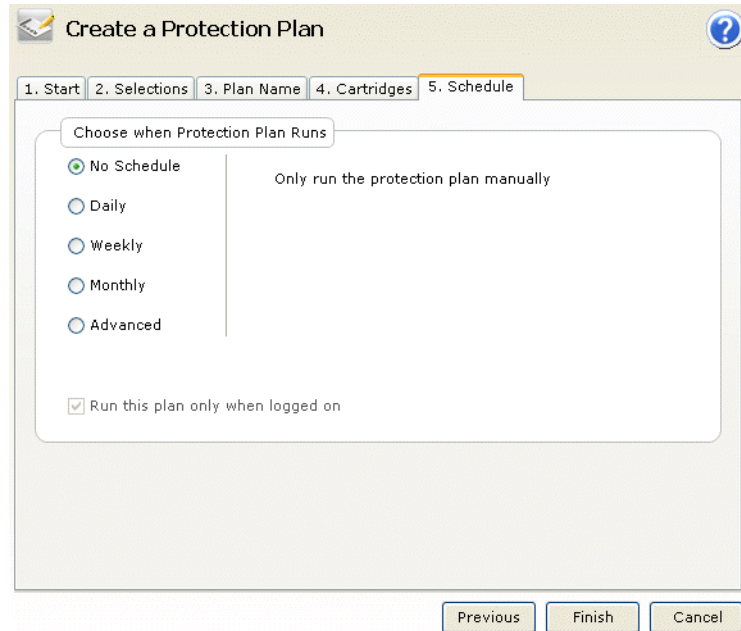 Create a Protection Plan
?
1. Start 2. Selections 3. Plan Name 4. Cartridges 5. Schedule
Choose when Protection Plan Runs
No Schedule
Only run the protection plan manually
Daily
Weekly
Monthly
Advanced
Run this plan only when logged on
Previous Finish Cancel